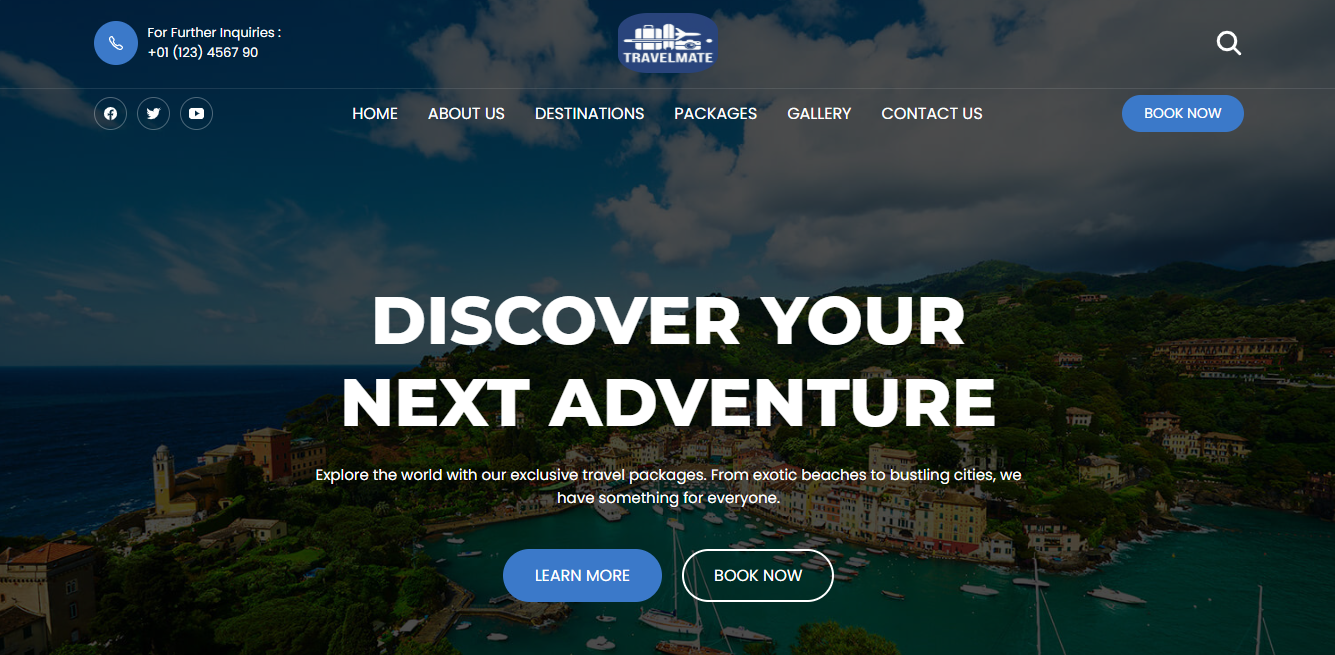 For Further Inquiries :
+01 (123) 4567 90
TRAVELMATE
HOME ABOUT US DESTINATIONS PACKAGES GALLERY CONTACT US BOOK NOW
DISCOVER YOUR
NEXT ADVENTURE
Explore the world with our exclusive travel packages. From exotic beaches to bustling cities, we
have something for everyone.
LEARN MORE BOOK NOW